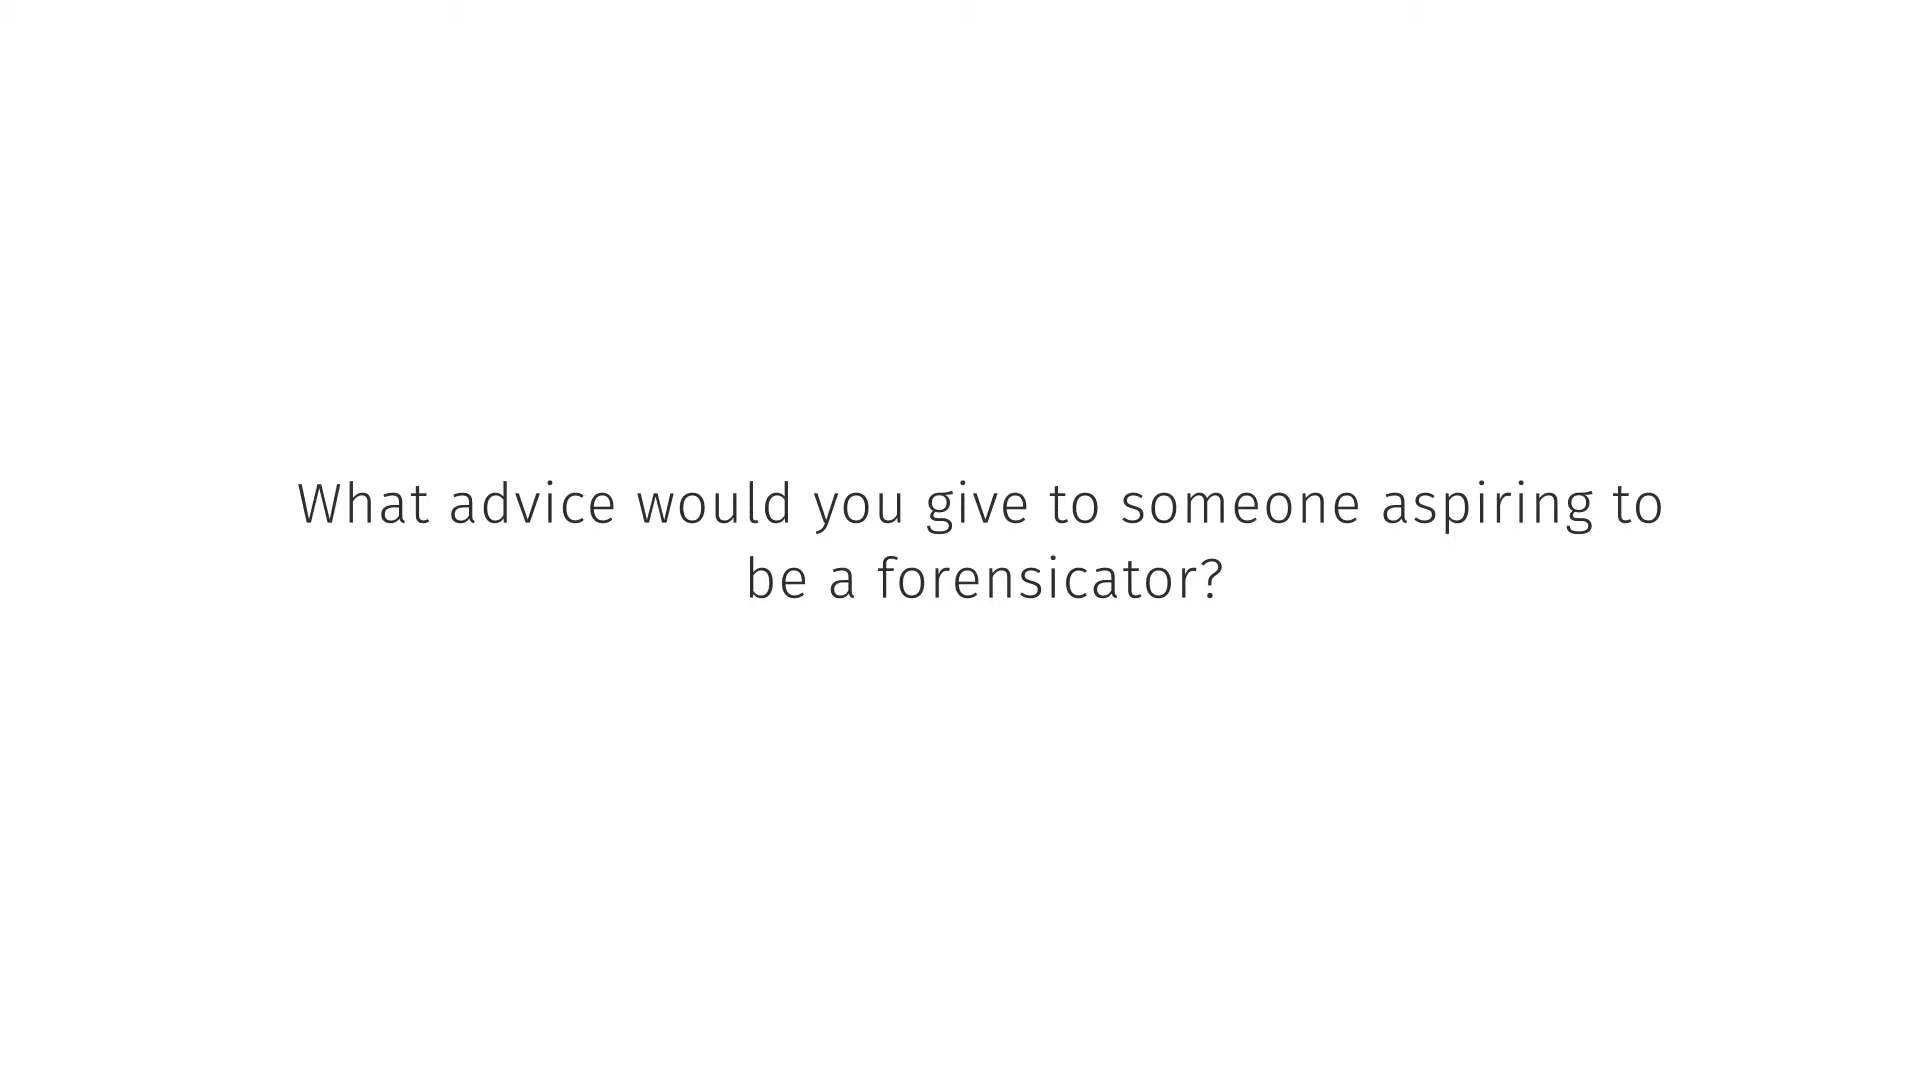 What advice would you give to someone aspiring to
be a forensicator?